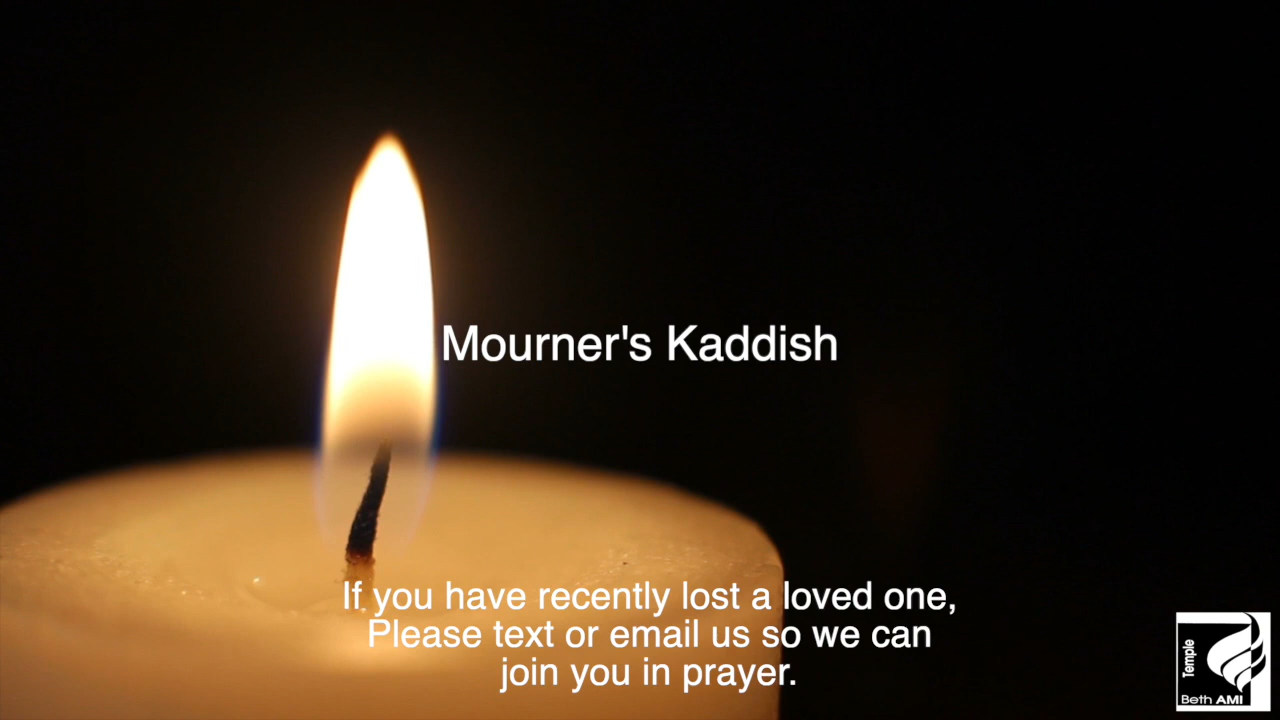 Mourner's Kaddish
If you have recently lost a loved one,
Please text or email us so we can
join you in prayer.
Temple
Beth AMI